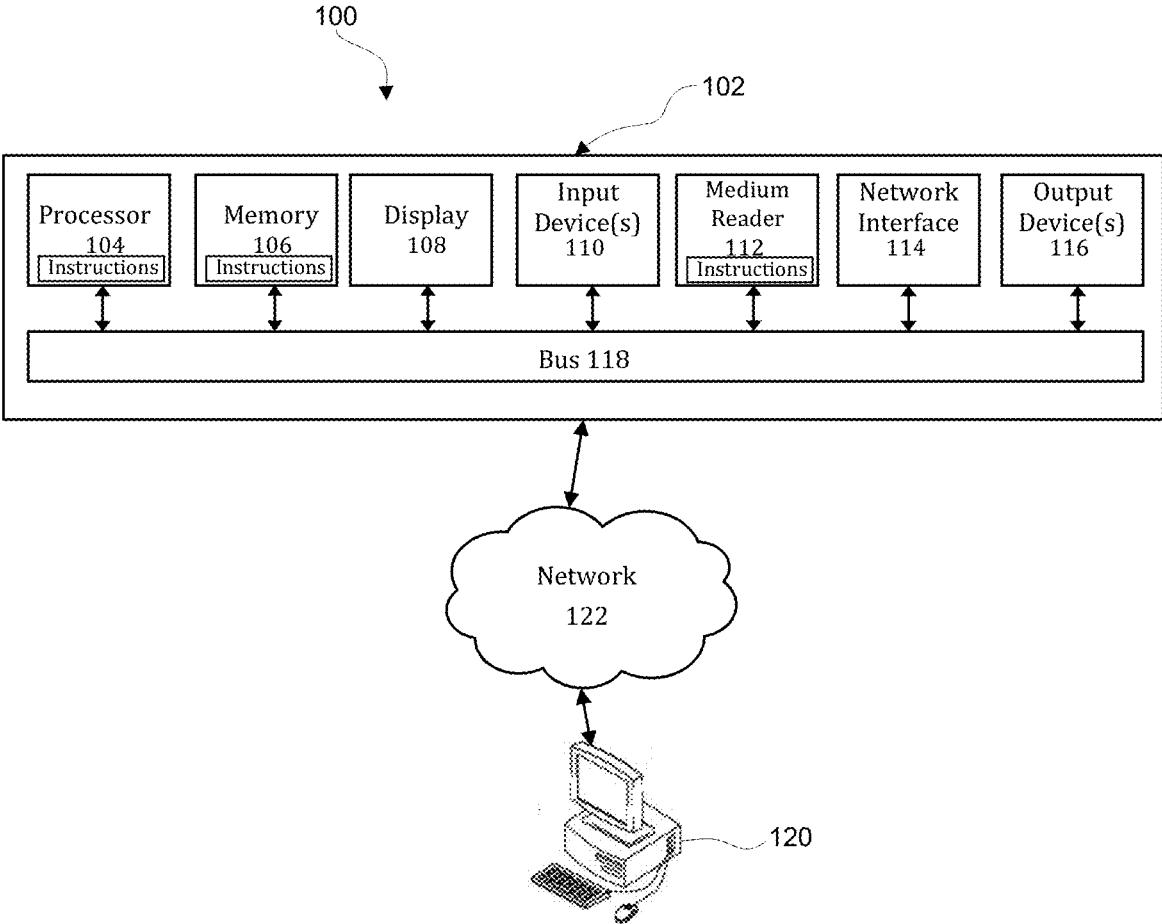 100
102
Processor
104
Instructions
Memory
106
Instructions
Display
108
Input
Device(s)
110
Medium
Reader
112
Instructions
Network
Interface
114
Output
Device(s)
116
Bus 118
Network
122
120